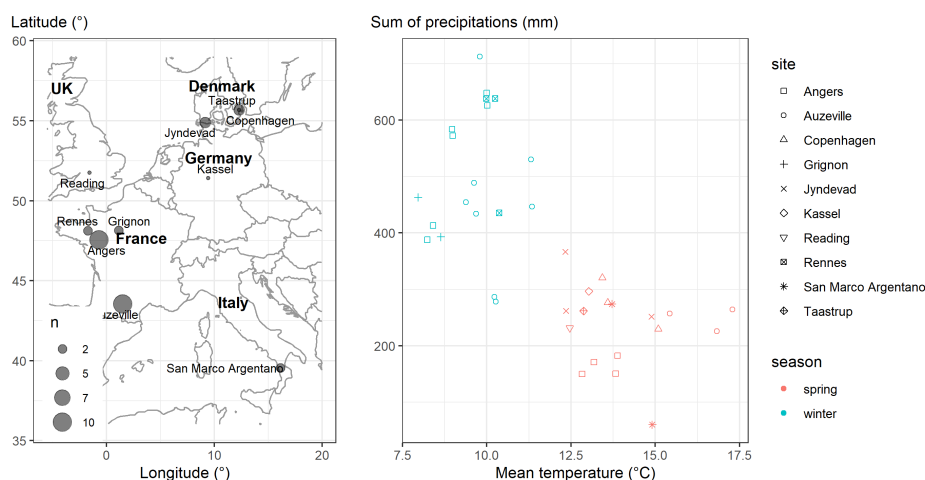 Latitude (°)
60
55
50
45
40
35
UK
Denmark
Taastrup
Copenhagen
Jyndevad
Germany
Kassel
Reading
Rennes
Grignon
France
Angers
Italy
uzeville
San Marco Argentano
n
2
5
7
10
0
10
20
Longitude (°)
Sum of precipitations (mm)
600
400
200
7.5
10.0
12.5
15.0
17.5
Mean temperature (°C)
site
Angers
Auzeville
Copenhagen
Grignon
Jyndevad
Kassel
Reading
Rennes
San Marco Argentano
Taastrup
season
spring
winter